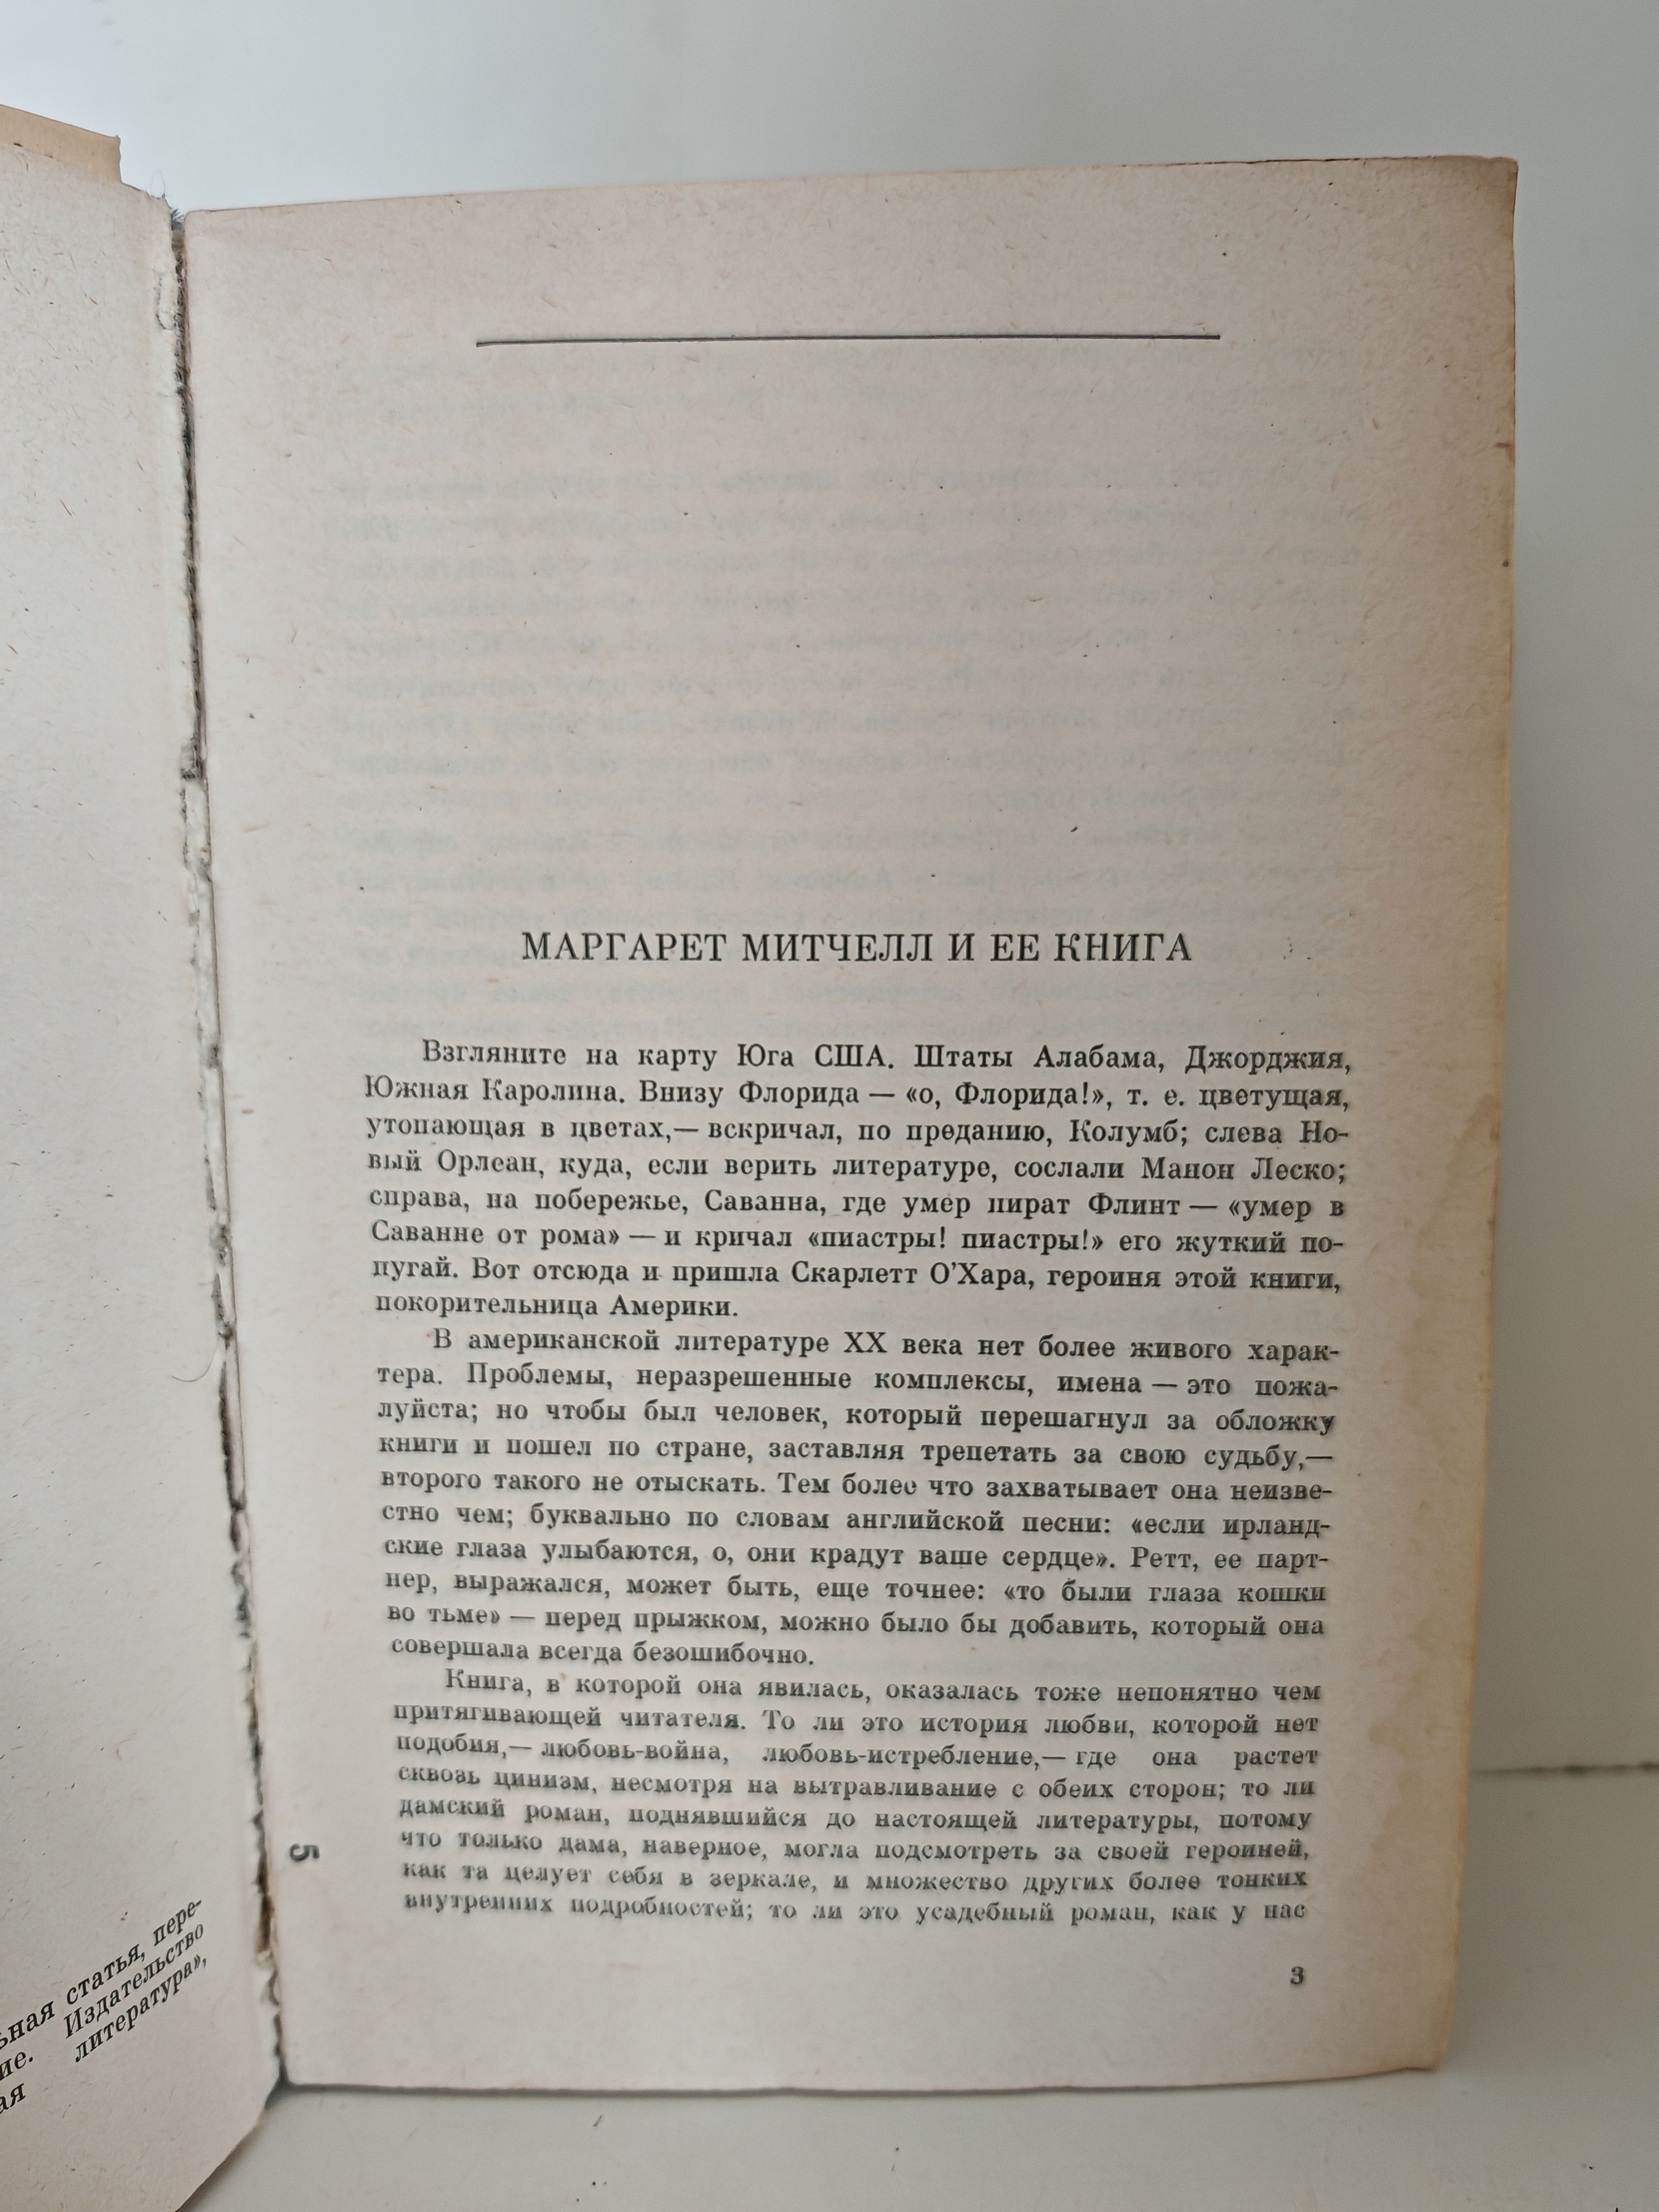 ьная статья, пере-
ие. Издательство
ая литература»,
5
МАРГАРЕТ МИТЧЕЛЛ И ЕЕ КНИГА
Взгляните на карту Юга США. Штаты Алабама, Джорджия,
Южная Каролина. Внизу Флорида — «о, Флорида!», т. е. цветущая,
утопающая в цветах,— вскричал, по преданию, Колумб; слева Но-
вый Орлеан, куда, если верить литературе, сослали Манон Леско;
справа, на побережье, Саванна, где умер пират Флинт — «умер в
Саванне от рома» — и кричал «пиастры! пиастры!» его жуткий по-
пугай. Вот отсюда и пришла Скарлетт О’Хара, героиня этой книги,
покорительница Америки.
В американской литературе XX века нет более живого харак-
тера. Проблемы, неразрешенные комплексы, имена — это пожа-
луйста; но чтобы был человек, который перешагнул за обложку
книги и пошел по стране, заставляя трепетать за свою судьбу,—
второго такого не отыскать. Тем более что захватывает она неизве-
стно чем; буквально по словам английской песни: «если ирланд-
ские глаза улыбаются, о, они крадут ваше сердце». Ретт, ее парт-
нер, выражался, может быть, еще точнее: «то были глаза кошки
во тьме» — перед прыжком, можно было бы добавить, который она
совершала всегда безошибочно.
Книга, в которой она явилась, оказалась тоже непонятно чем
притягивающей читателя. То ли это история любви, которой нет
подобия,— любовь-война, любовь-истребление,— где она растет
сквозь цинизм, несмотря на вытравливание с обеих сторон; то ли
дамский роман, поднявшийся до настоящей литературы, потому
что только дама, наверное, могла подсмотреть за своей героиней,
как та целует себя в зеркале, и множество других более тонких
внутренних подробностей; то ли это усадебный роман, как у нас
3